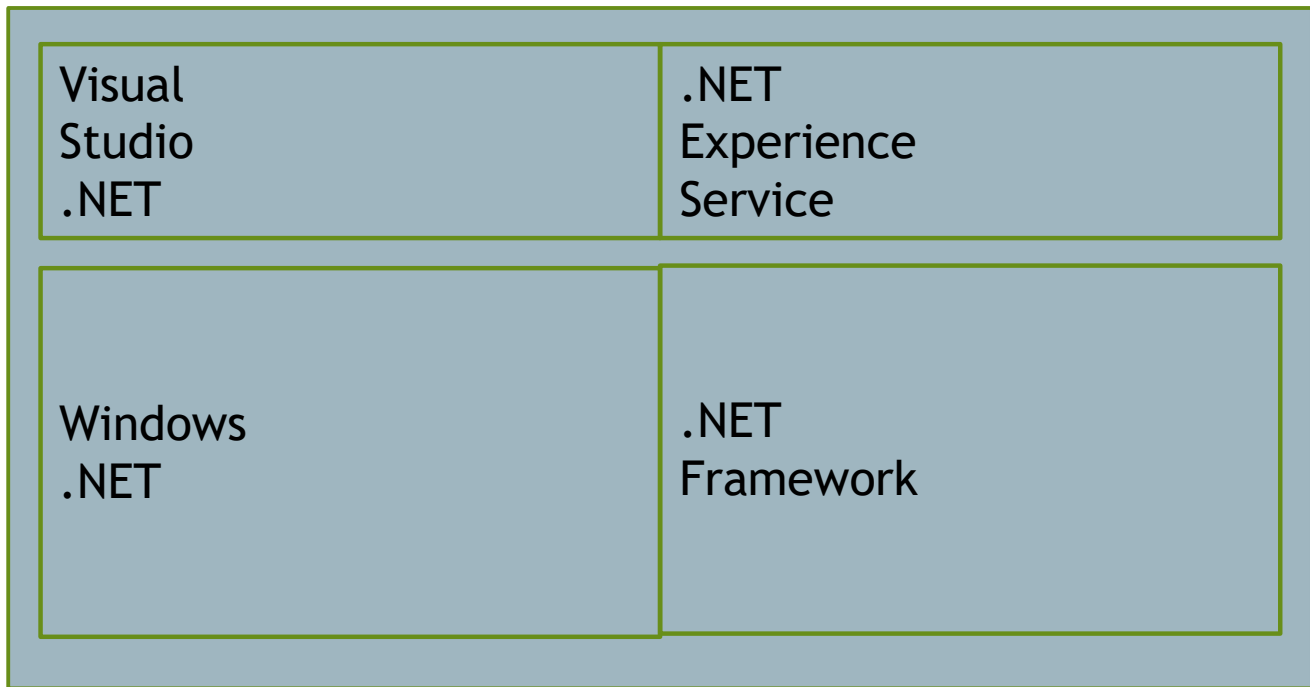 Visual
Studio
.NET
.NET
Experience
Service
Windows
.NET
.NET
Framework